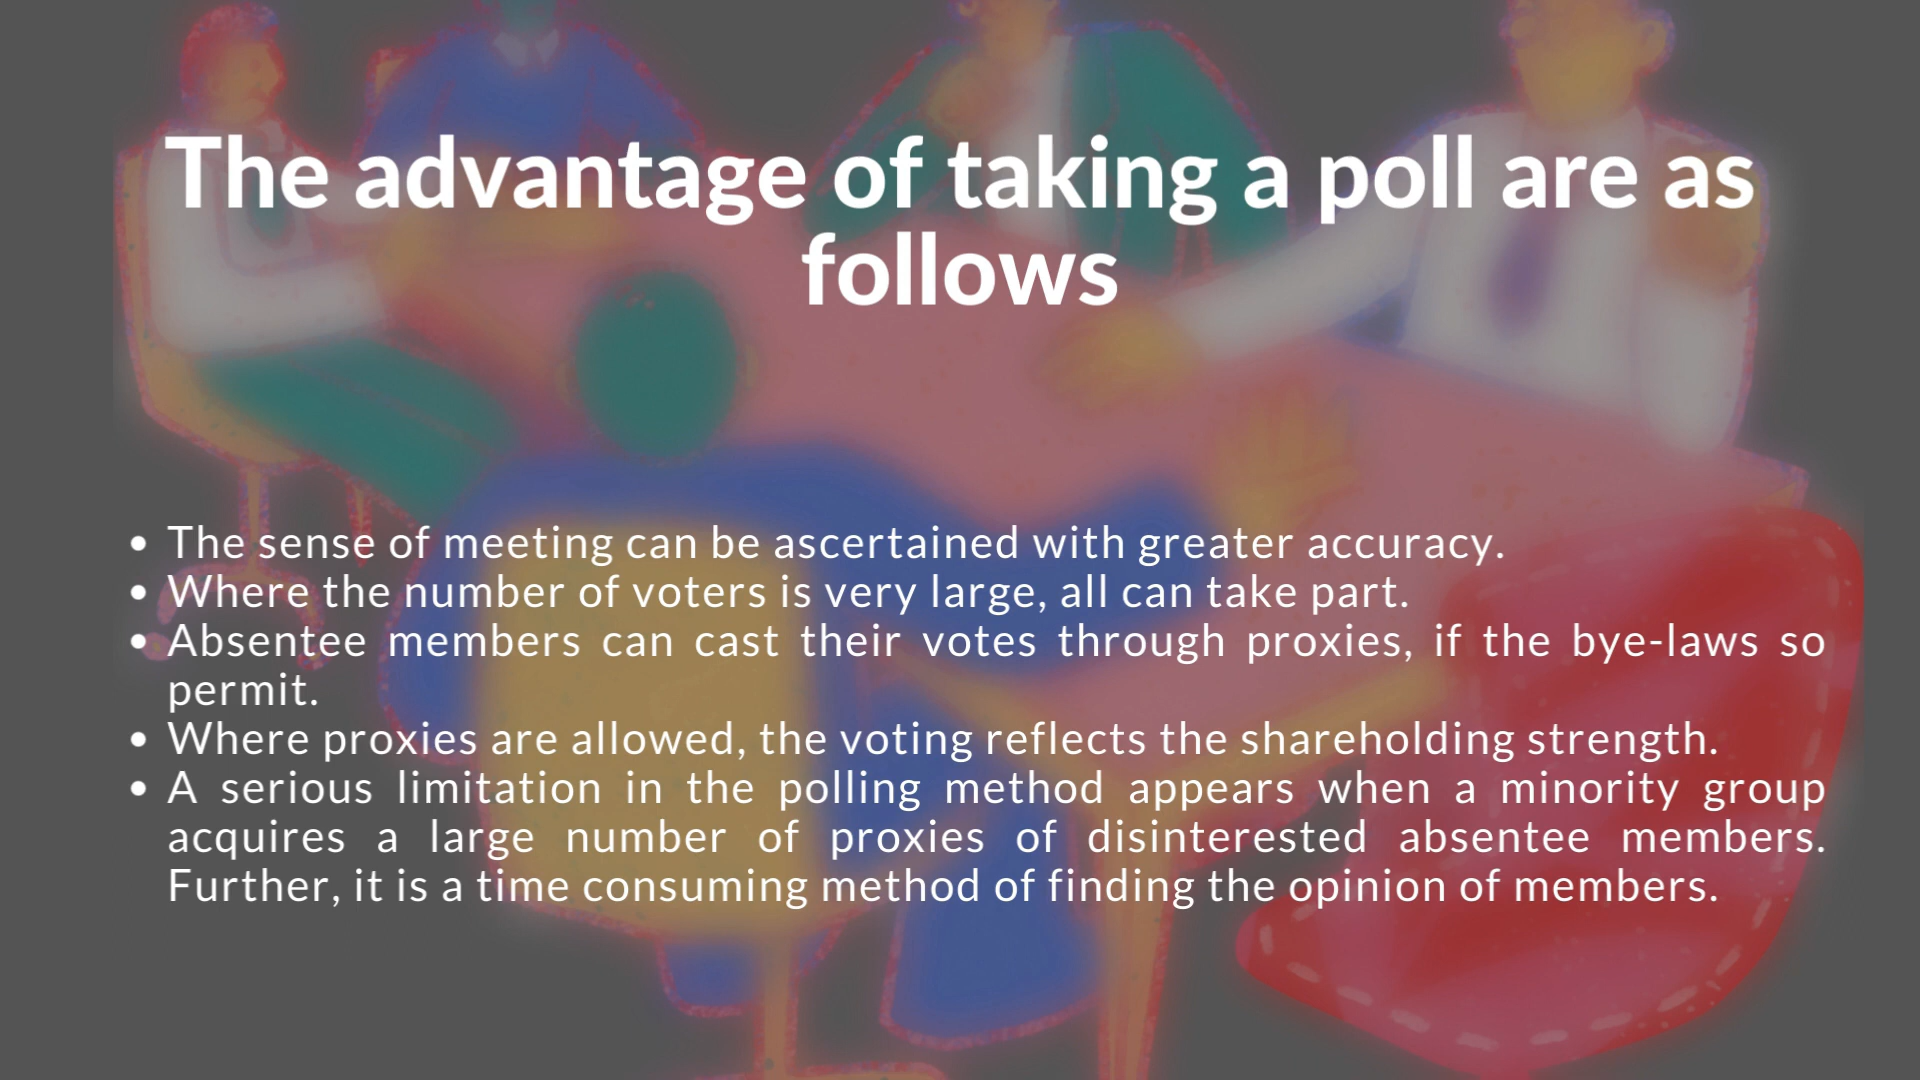 The advantage of taking a poll are as
follows
• The sense of meeting can be ascertained with greater accuracy.
• Where the number of voters is very large, all can take part.
• Absentee members can cast their votes through proxies, if the bye-laws so
permit.
• Where proxies are allowed, the voting reflects the shareholding strength.
• A serious limitation in the polling method appears when a minority group
acquires a large number of proxies of disinterested absentee members.
Further, it is a time consuming method of finding the opinion of members.